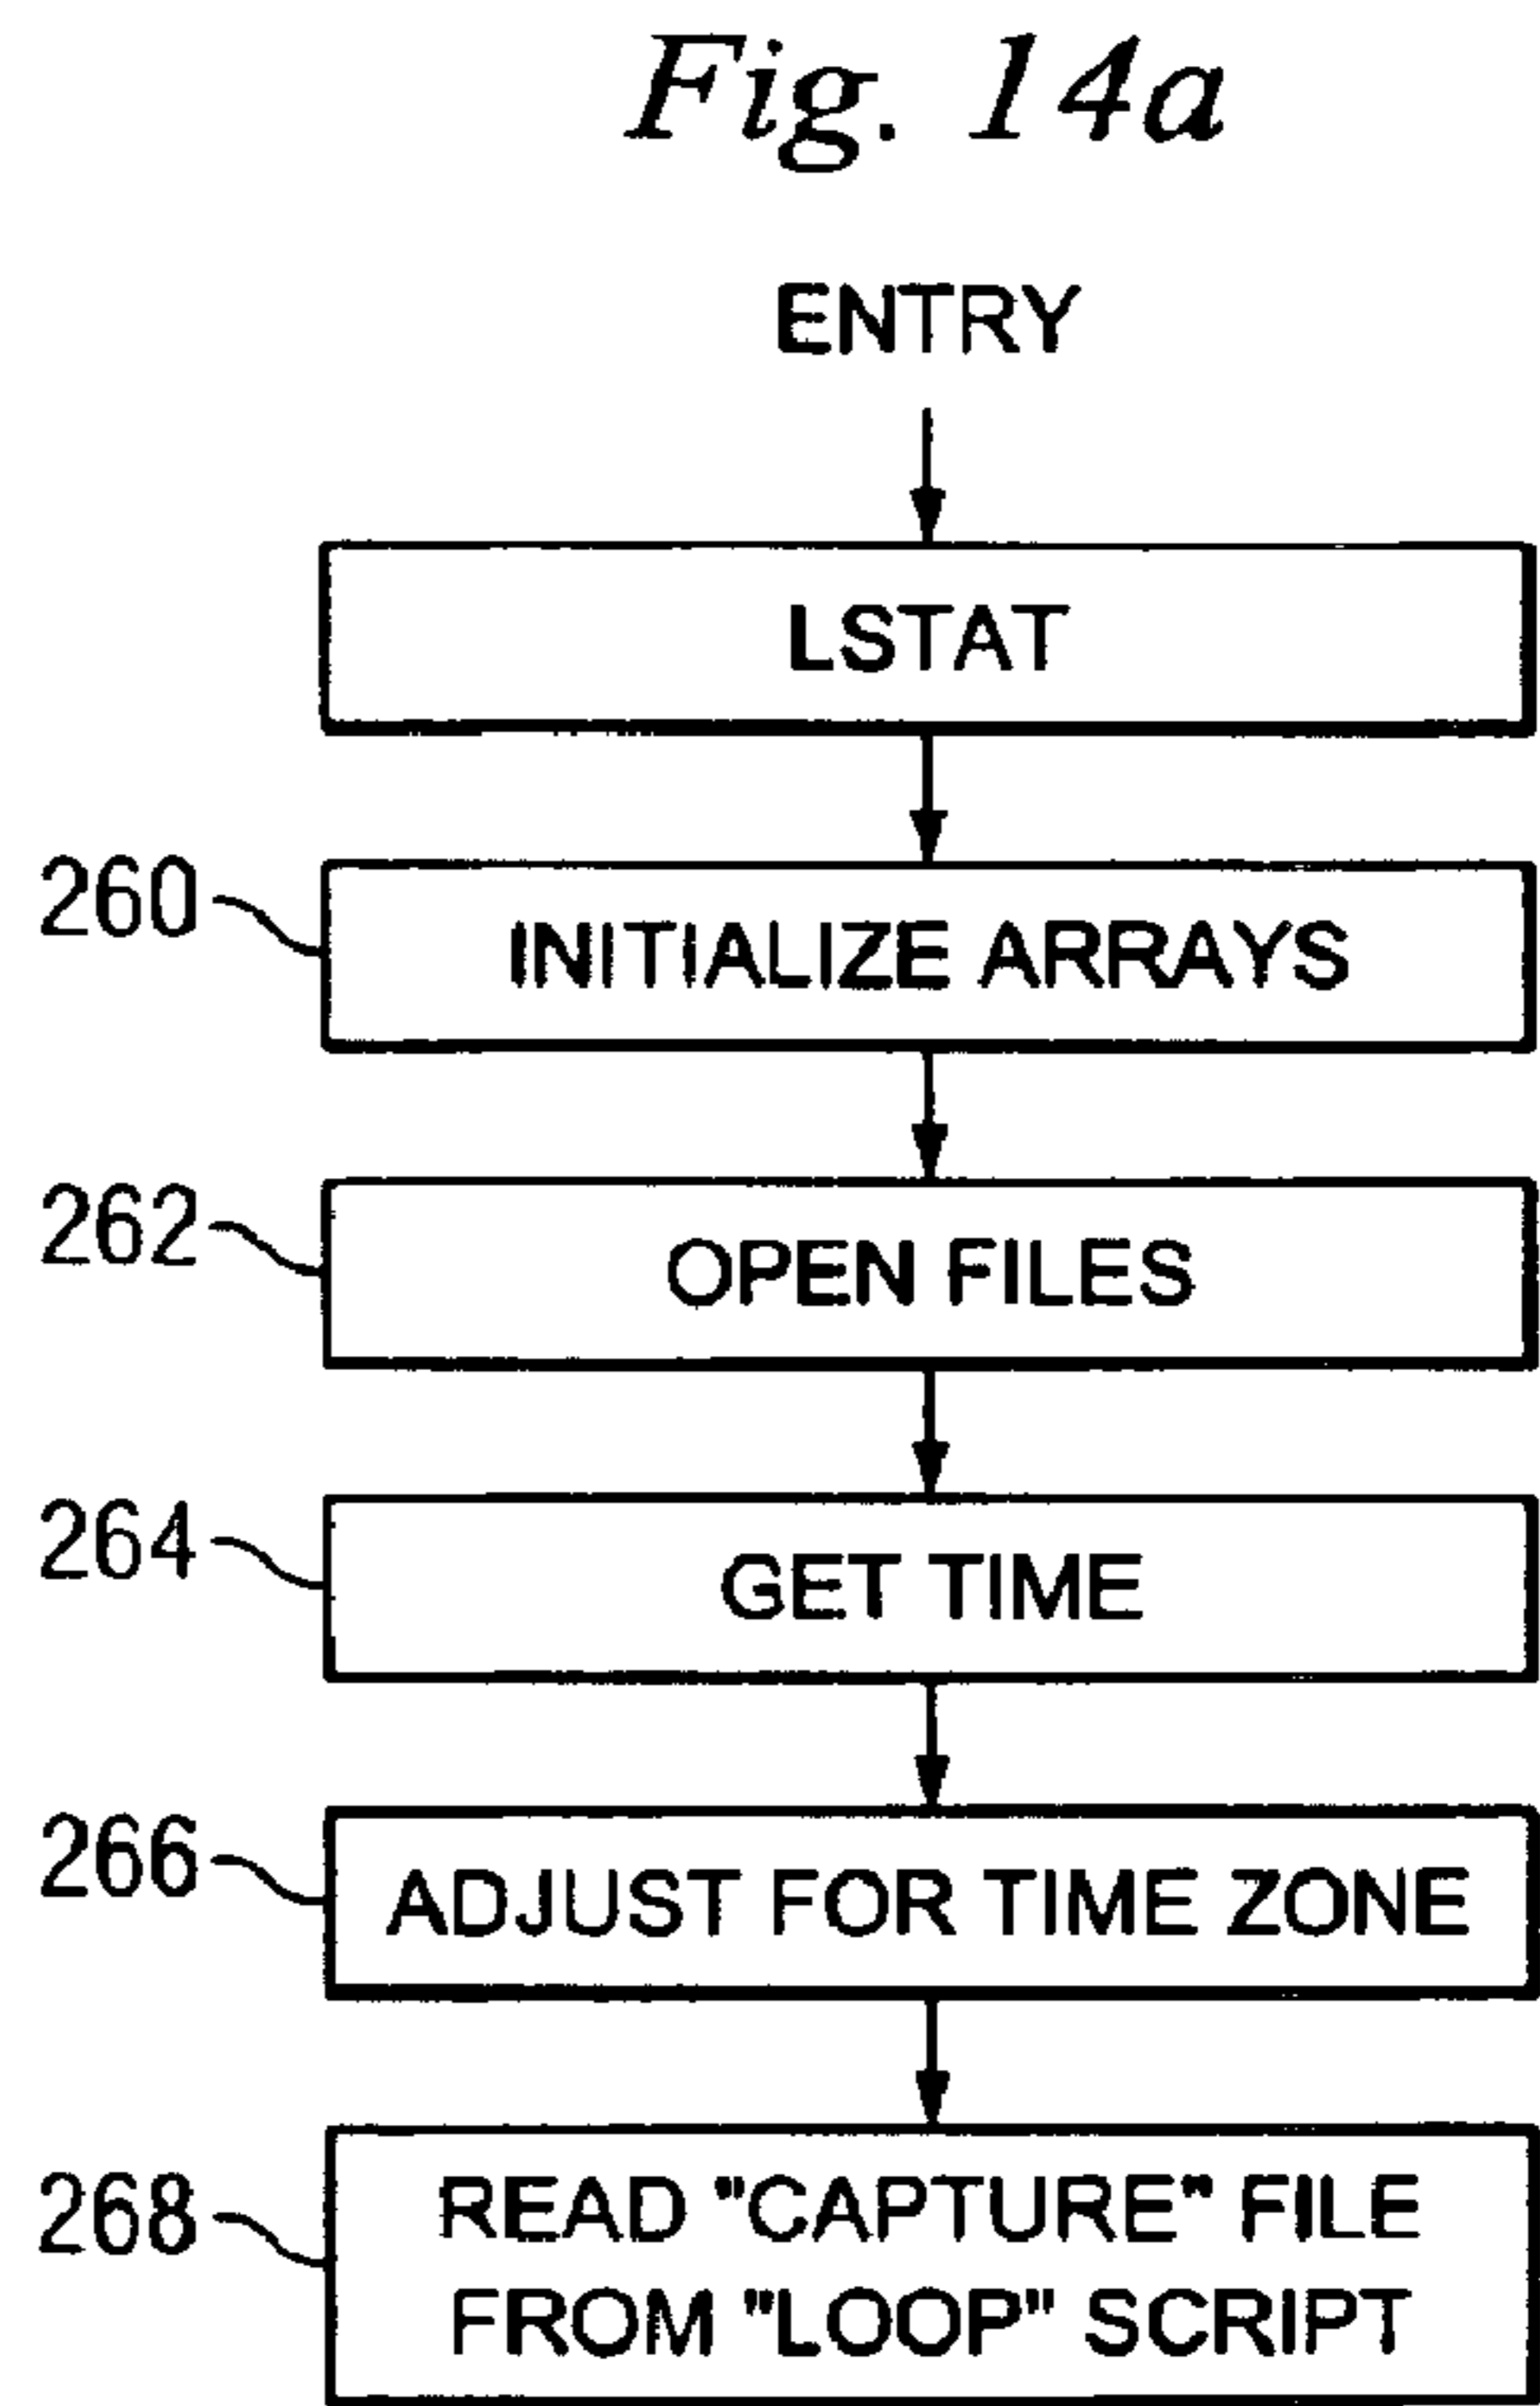 Fig. 14a
ENTRY
LSTAT
260
INITIALIZE ARRAYS
262
OPEN FILES
264
GET TIME
266
ADJUST FOR TIME ZONE
268
READ "CAPTURE" FILE
FROM "LOOP" SCRIPT